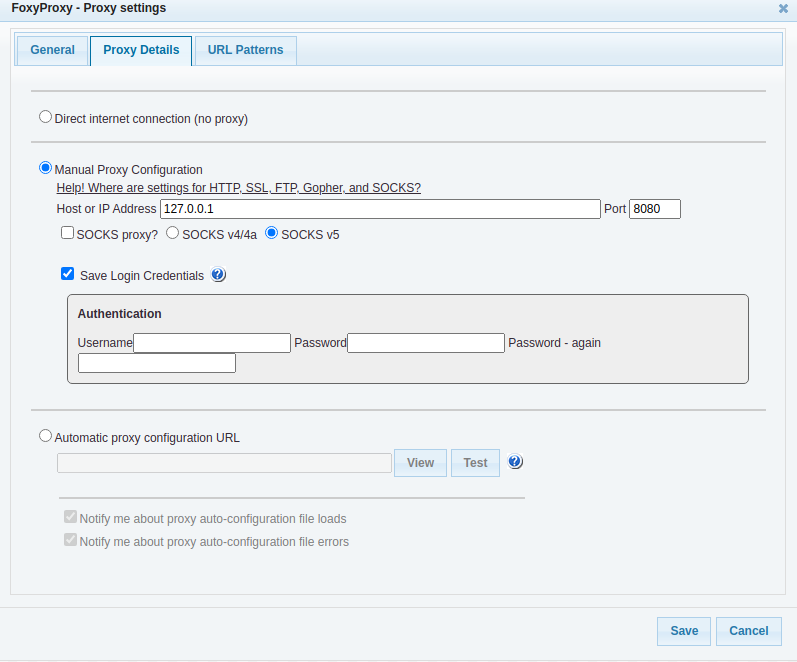 FoxyProxy - Proxy settings
General
Proxy Details
URL Patterns
Direct internet connection (no proxy)
Manual Proxy Configuration
Help! Where are settings for HTTP, SSL, FTP, Gopher, and SOCKS?
Host or IP Address 127.0.0.1 Port 8080
SOCKS proxy? SOCKS v4/4a SOCKS v5
Save Login Credentials ?
Authentication
Username Password Password - again
Automatic proxy configuration URL
View Test ?
Notify me about proxy auto-configuration file loads
Notify me about proxy auto-configuration file errors
Save Cancel